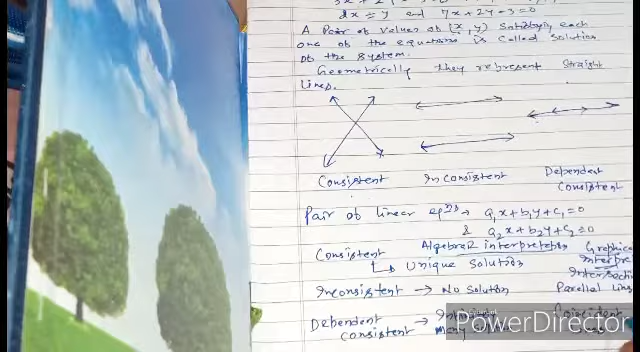 2x = y and 7x + 2y - 3 = 0
A Pair of values of (x, y) Satisfying each
one of the equations is called Solution
of the system.
Geometrically they represent Straight
lines.
Consistent Inconsistent Dependent
Consistent
Pair of linear eqns → a₁x + b₁y + c₁ = 0
& a₂x + b₂y + c₂ = 0
Consistent Algebraic interpretation
Unique Solution
Inconsistent → No Solution Parallel lines
Dependent →
Consistent many
PowerDirector